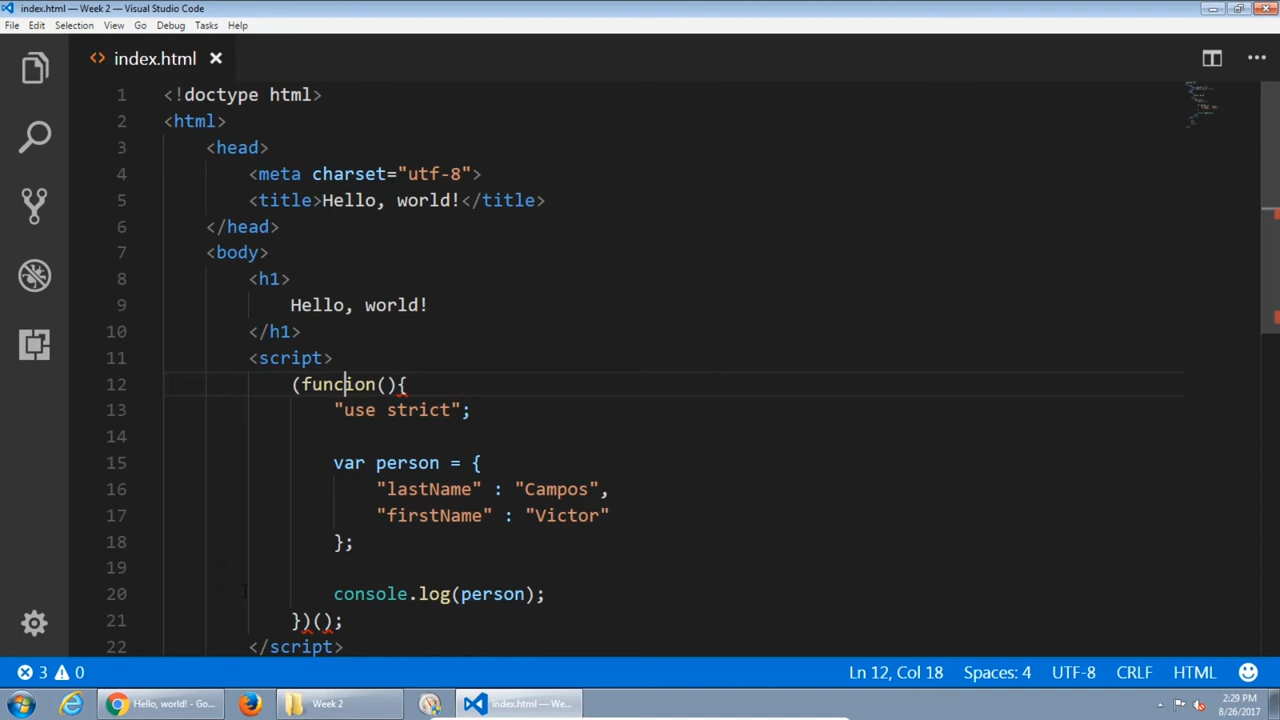 index.html — Week 2 — Visual Studio Code
File Edit Selection View Go Debug Tasks Help
index.html
1 <!doctype html>
2 <html>
3 <head>
4 <meta charset="utf-8">
5 <title>Hello, world!</title>
6 </head>
7 <body>
8 <h1>
9 Hello, world!
10 </h1>
11 <script>
12 (funcion(){
13 "use strict";
14
15 var person = {
16 "lastName" : "Campos",
17 "firstName" : "Victor"
18 };
19
20 console.log(person);
21 })();
22 </script>
3 0 Ln 12, Col 18 Spaces: 4 UTF-8 CRLF HTML
Hello, world! - Go... Week 2 index.html — We... 2:29 PM
8/26/2017